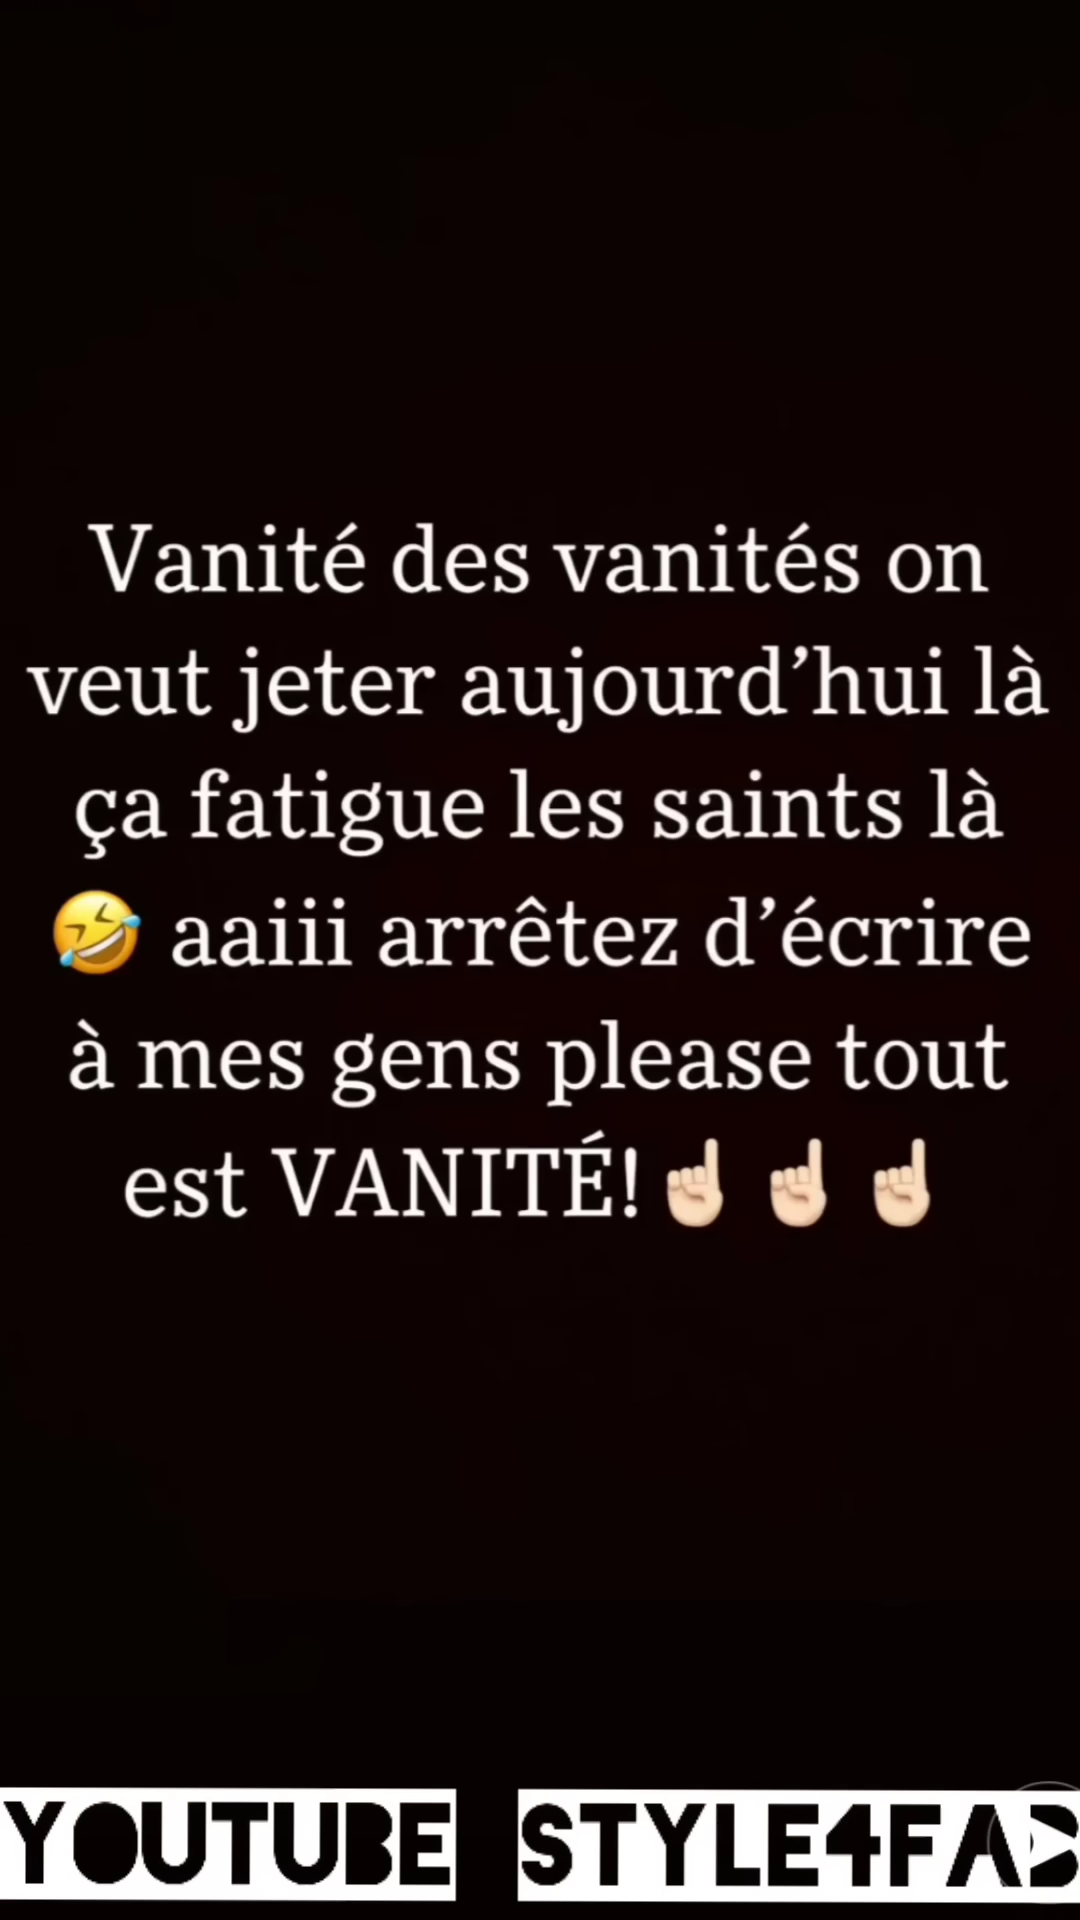 Vanité des vanités on
veut jeter aujourd’hui là
ça fatigue les saints là
🤣 aaiii arrêtez d’écrire
à mes gens please tout
est VANITÉ!☝🏻☝🏻☝🏻
YOUTUBE STYLE4FAB